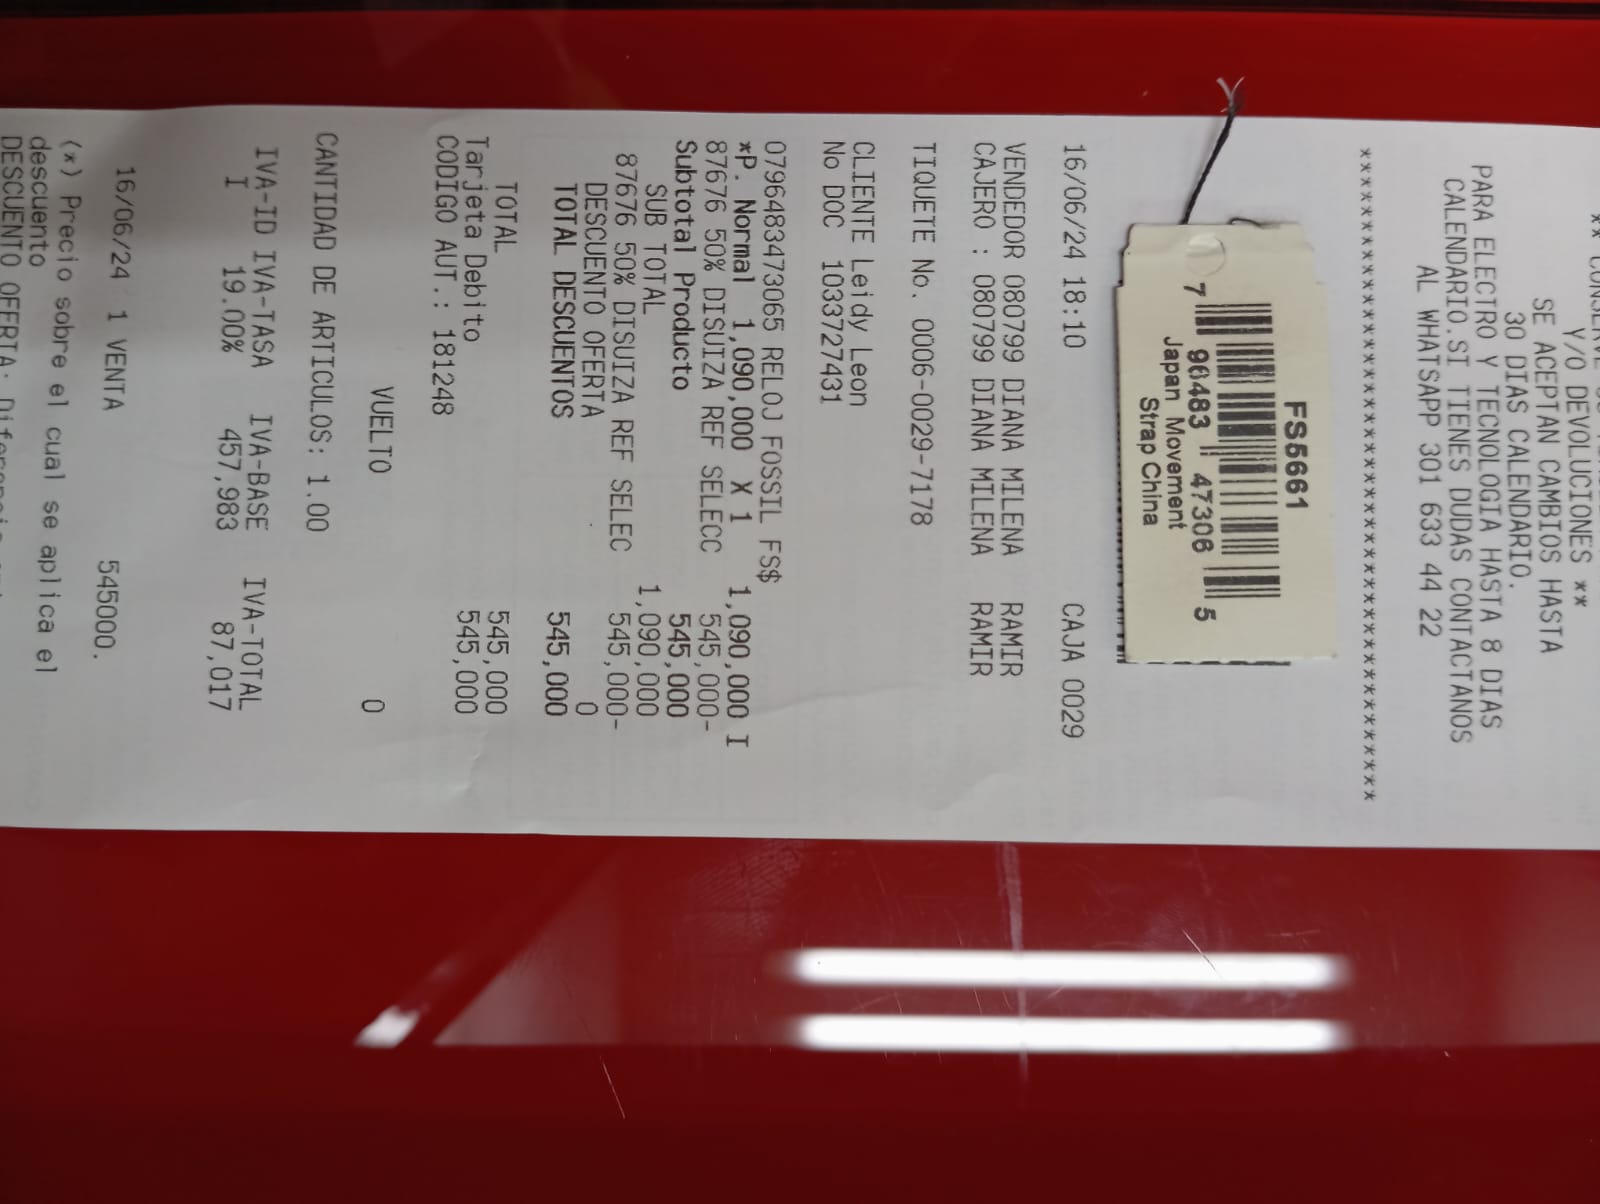 ** CONSERVE
Y/O DEVOLUCIONES **
SE ACEPTAN CAMBIOS HASTA
30 DIAS CALENDARIO.
PARA ELECTRO Y TECNOLOGIA HASTA 8 DIAS
CALENDARIO.SI TIENES DUDAS CONTACTANOS
AL WHATSAPP 301 633 44 22
****************************************
FS5661
7 96483 47306 5
Japan Movement
Strap China
16/06/24 18:10 CAJA 0029
VENDEDOR 080799 DIANA MILENA RAMIR
CAJERO : 080799 DIANA MILENA RAMIR
TIQUETE No. 0006-0029-7178
CLIENTE Leidy Leon
No DOC 1033727431
0796483473065 RELOJ FOSSIL FS$
*P. Normal 1,090,000 X 1 1,090,000 I
87676 50% DISUIZA REF SELECC 545,000-
Subtotal Producto 545,000
SUB TOTAL 1,090,000
87676 50% DISUIZA REF SELEC 545,000-
DESCUENTO OFERTA 0
TOTAL DESCUENTOS 545,000
TOTAL 545,000
Tarjeta Debito 545,000
CODIGO AUT.: 181248
VUELTO 0
CANTIDAD DE ARTICULOS: 1.00
IVA-ID IVA-TASA IVA-BASE IVA-TOTAL
I 19.00% 457,983 87,017
16/06/24 1 VENTA 545000.
(*) Precio sobre el cual se aplica el
descuento
DESCUENTO OFERTA: